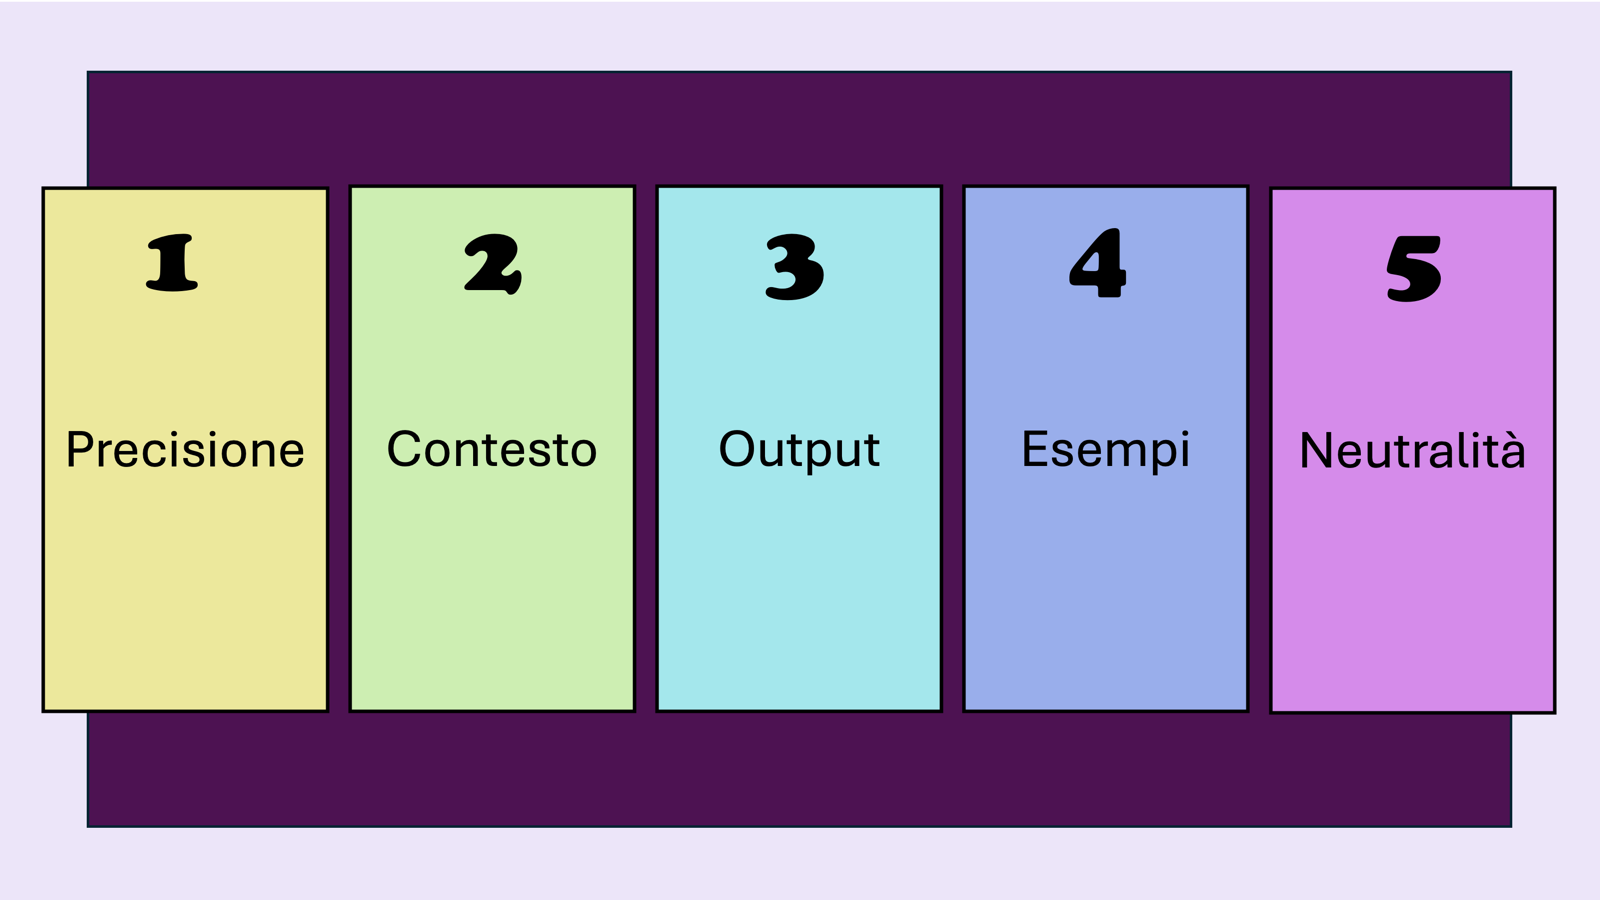 1
Precisione
2
Contesto
3
Output
4
Esempi
5
Neutralità